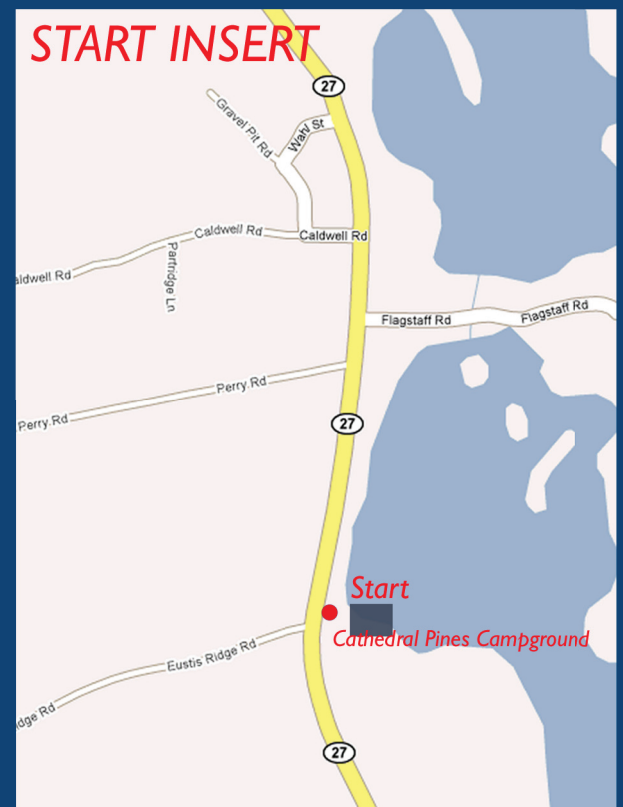 START INSERT
27
Gravel Pit Rd
Wahl St
Caldwell Rd
Caldwell Rd
aldwell Rd
Partridge Ln
Flagstaff Rd
Flagstaff Rd
Perry Rd
Perry Rd
27
Start
Cathedral Pines Campground
Eustis Ridge Rd
idge Rd
27